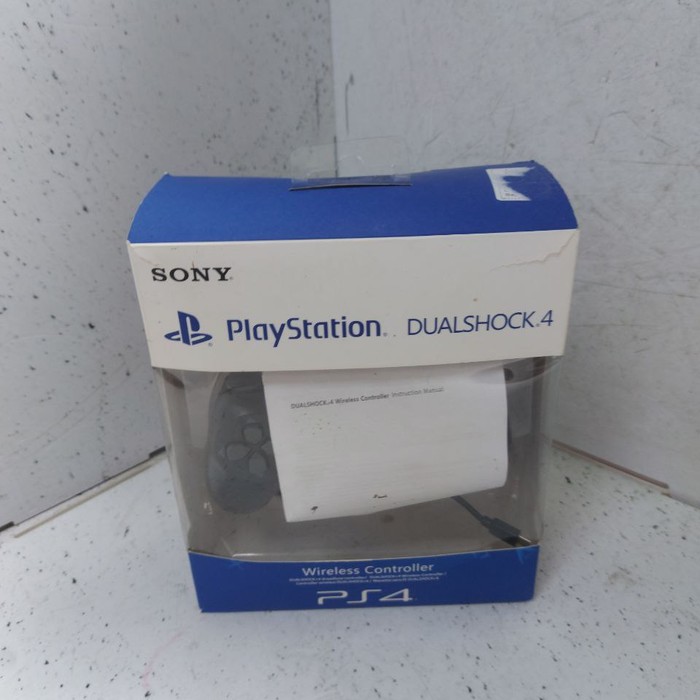 SONY
PlayStation® DUALSHOCK®4
DUALSHOCK®4 Wireless Controller Instruction Manual
Wireless Controller
PS4